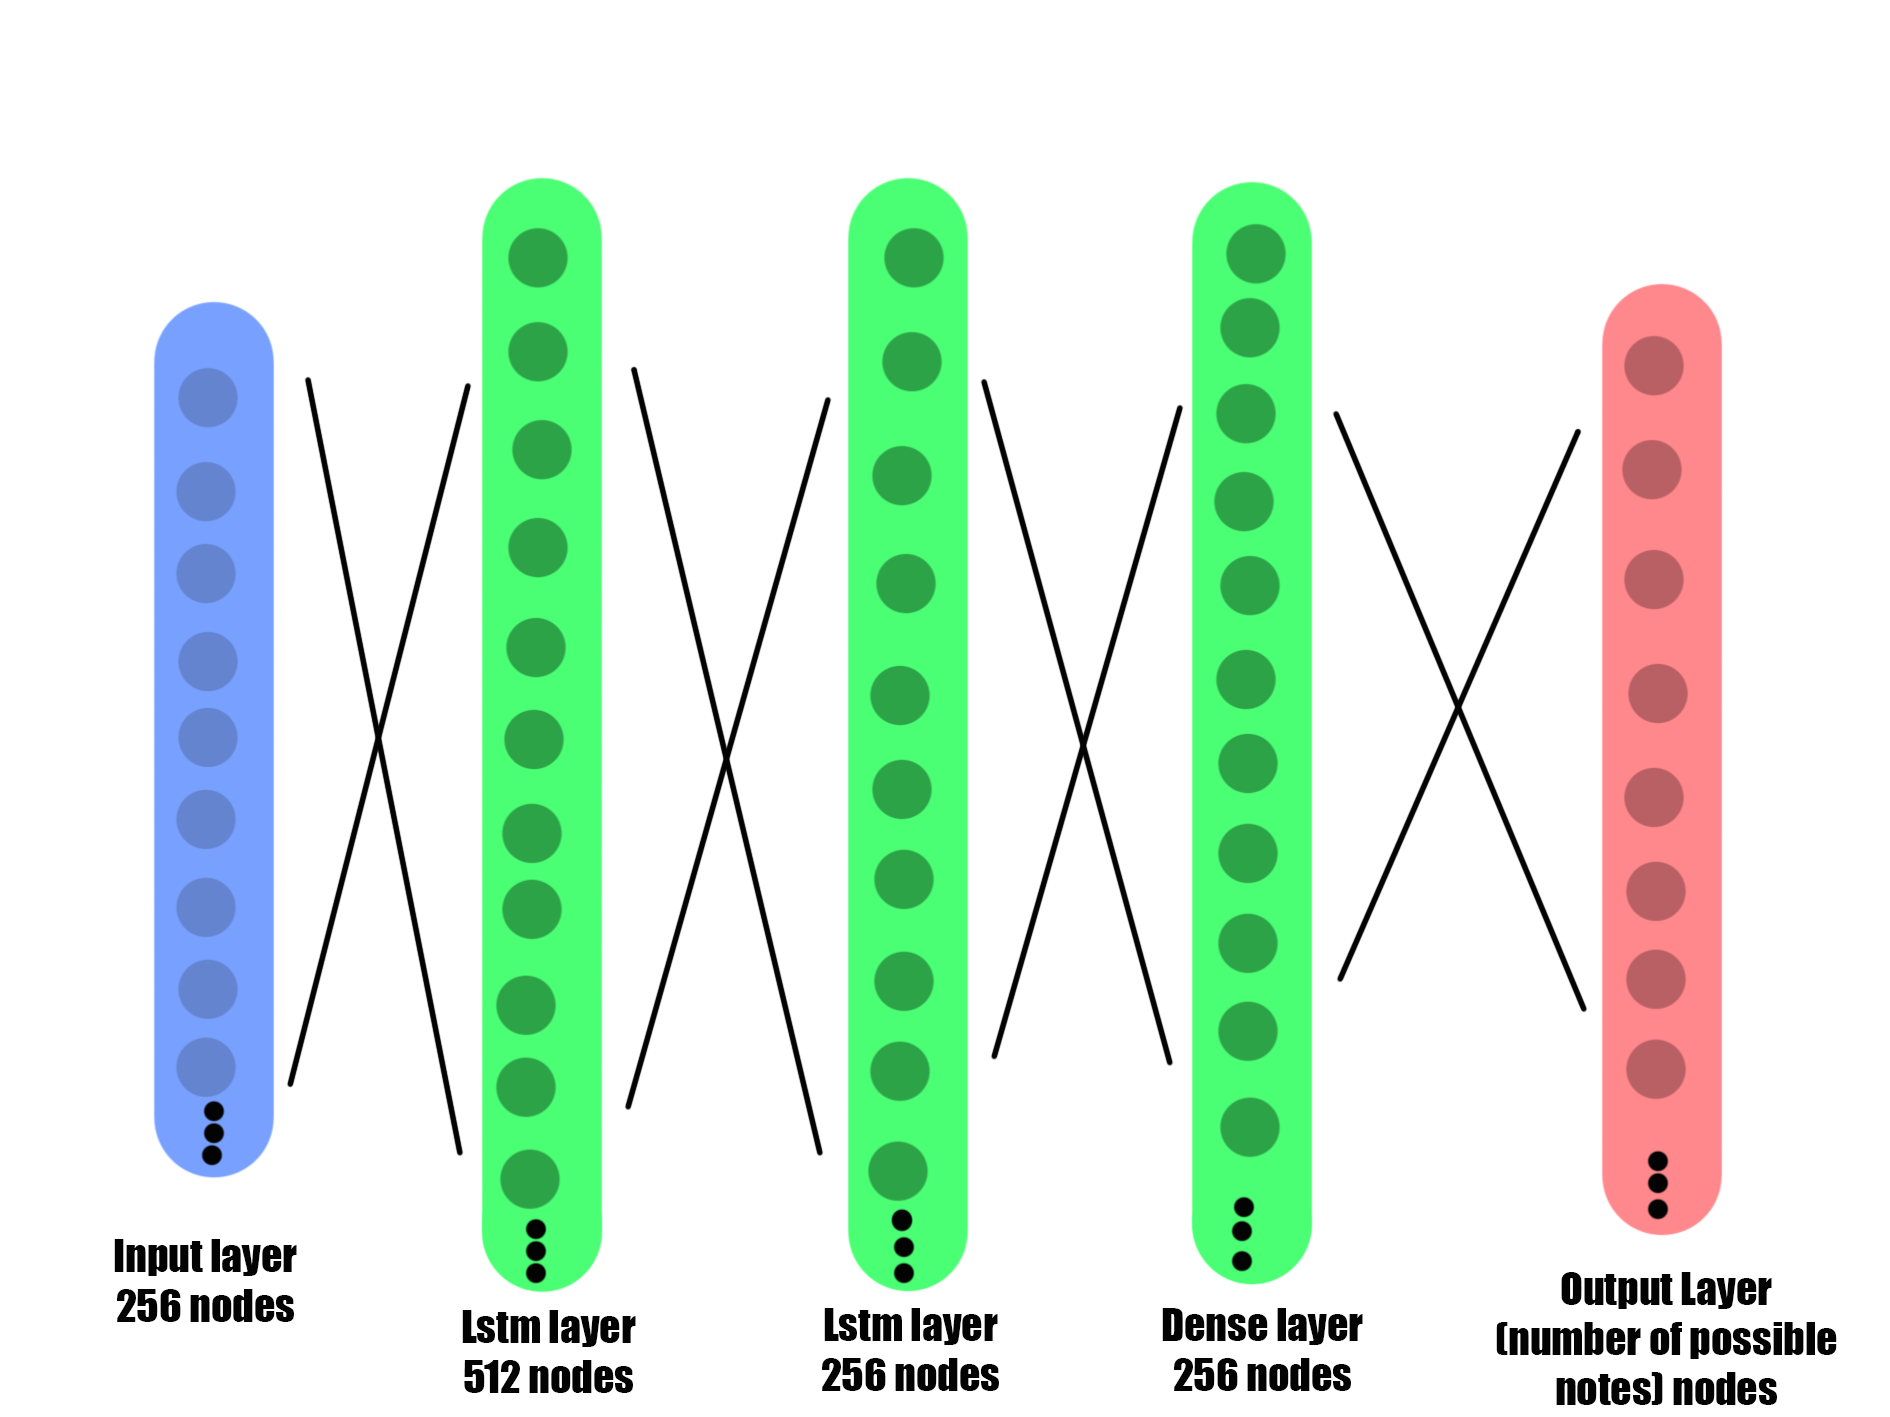 Input layer
256 nodes
Lstm layer
512 nodes
Lstm layer
256 nodes
Dense layer
256 nodes
Output Layer
(number of possible
notes) nodes